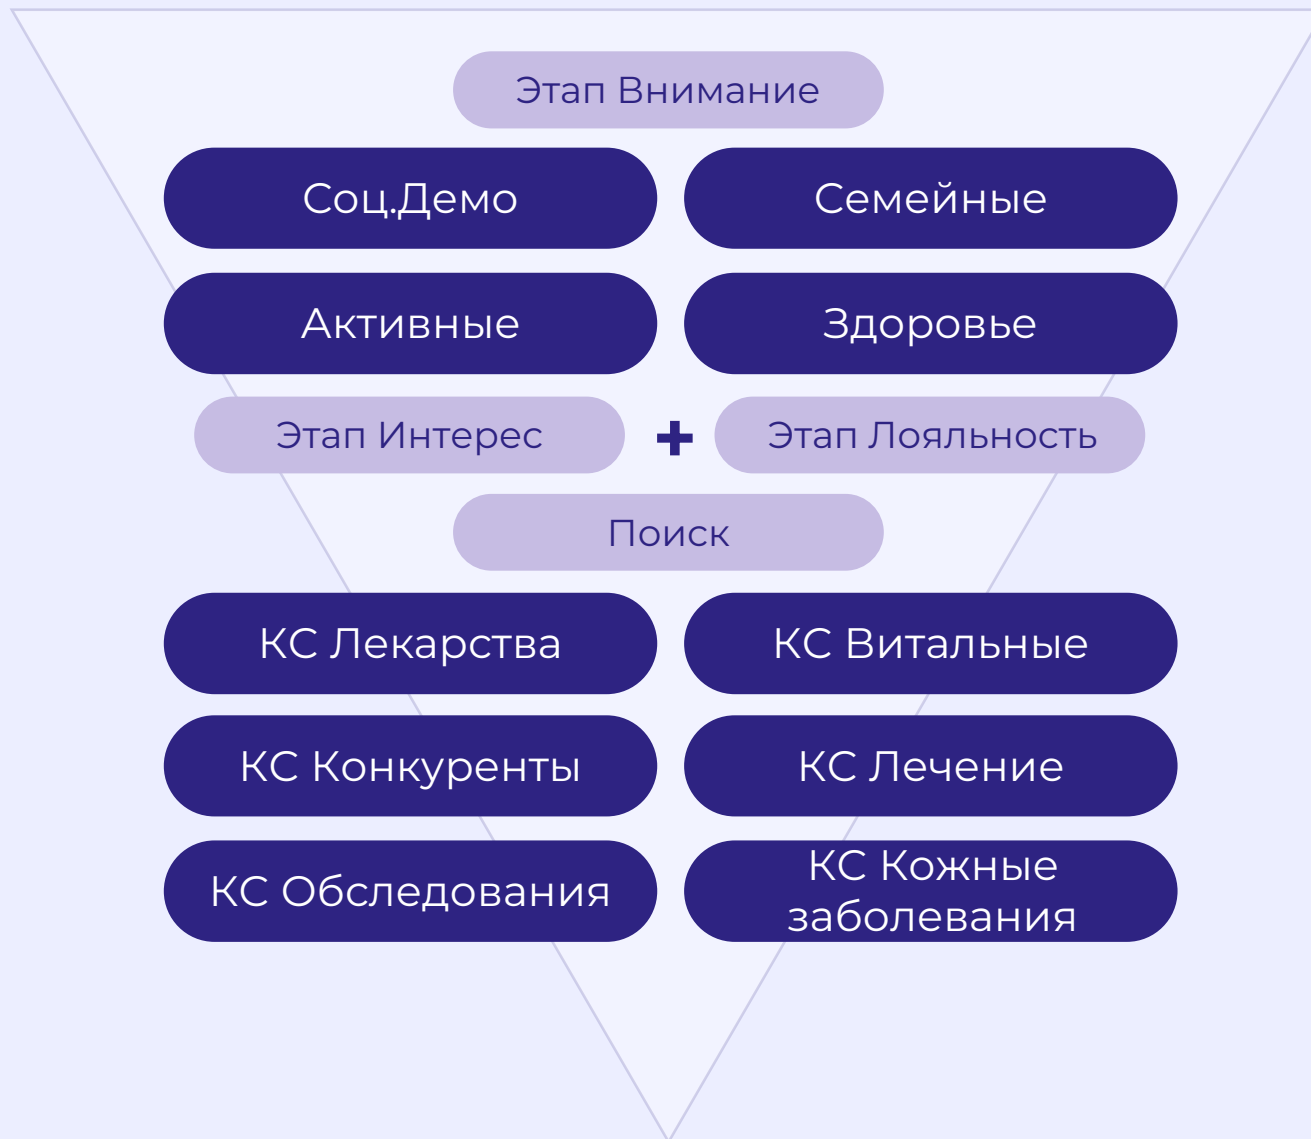 Этап Внимание
Соц.Демо
Семейные
Активные
Здоровье
Этап Интерес
+
Этап Лояльность
Поиск
КС Лекарства
КС Витальные
КС Конкуренты
КС Лечение
КС Обследования
КС Кожные
заболевания